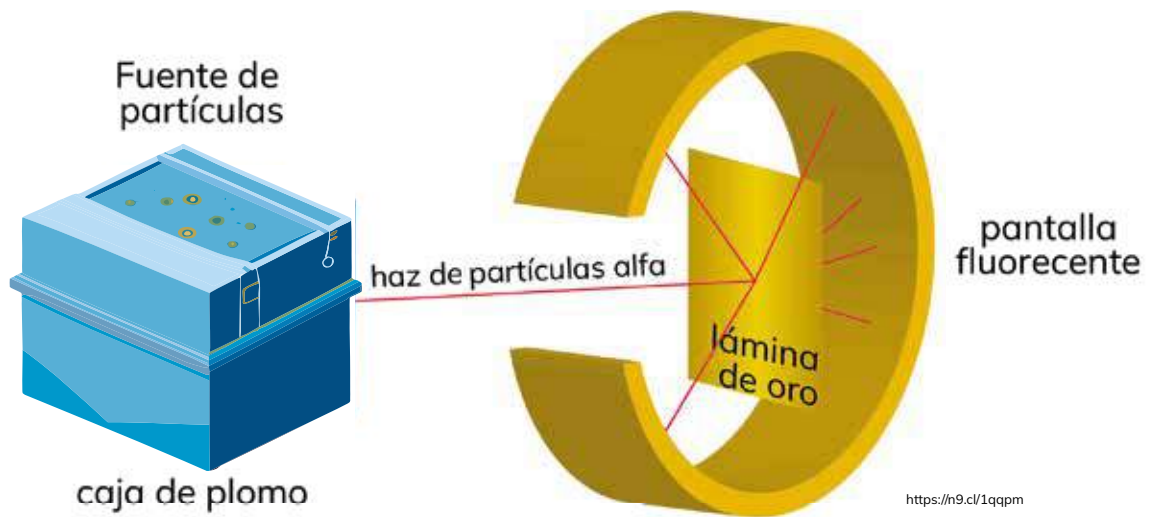 Fuente de
partículas
haz de partículas alfa
lámina
de oro
pantalla
fluorecente
caja de plomo
https://n9.cl/1qqpm